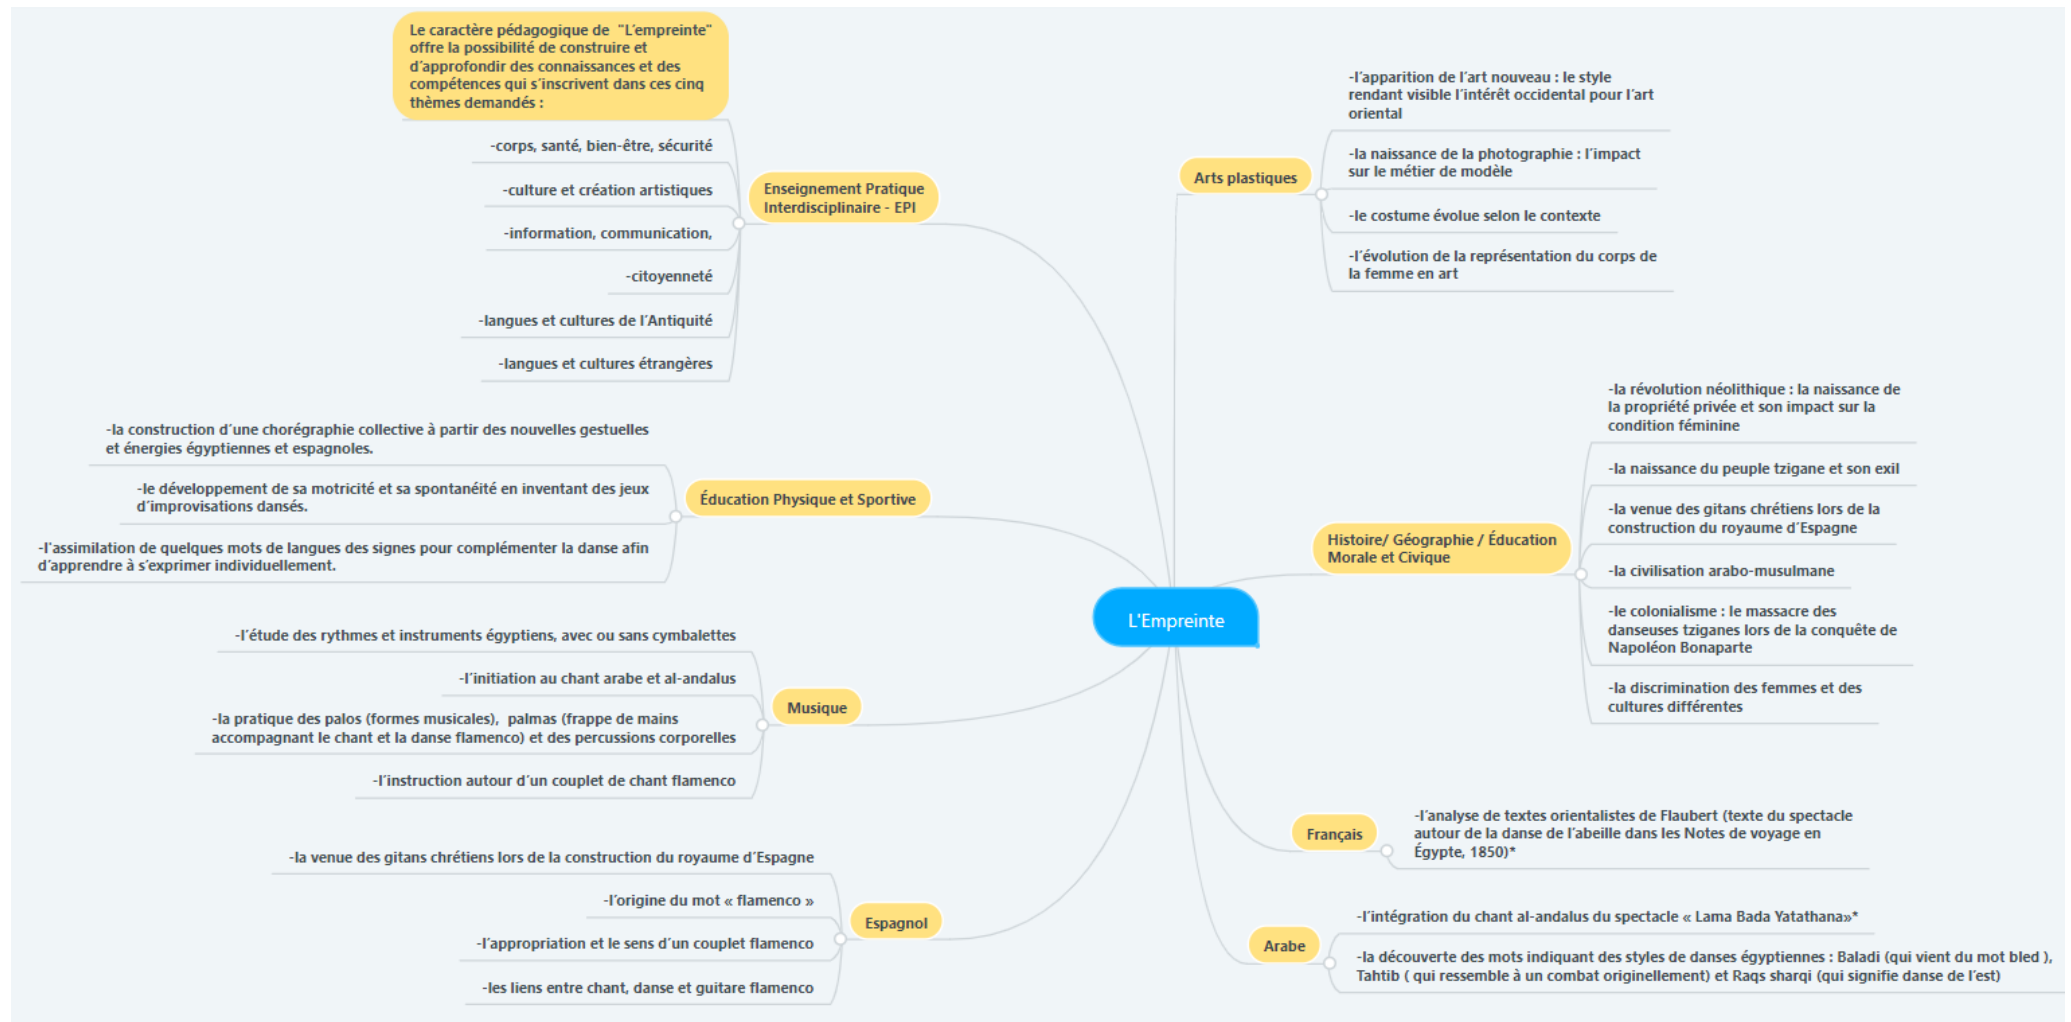 Le caractère pédagogique de "L'empreinte"
offre la possibilité de construire et
d'approfondir des connaissances et des
compétences qui s'inscrivent dans ces cinq
thèmes demandés :
-corps, santé, bien-être, sécurité
-culture et création artistiques
-information, communication,
-citoyenneté
-langues et cultures de l'Antiquité
-langues et cultures étrangères
Enseignement Pratique
Interdisciplinaire - EPI
-la construction d'une chorégraphie collective à partir des nouvelles gestuelles
et énergies égyptiennes et espagnoles.
-le développement de sa motricité et sa spontanéité en inventant des jeux
d'improvisations dansés.
-l'assimilation de quelques mots de langues des signes pour complémenter la danse afin
d'apprendre à s'exprimer individuellement.
Éducation Physique et Sportive
-l'étude des rythmes et instruments égyptiens, avec ou sans cymbalettes
-l'initiation au chant arabe et al-andalus
-la pratique des palos (formes musicales), palmas (frappe de mains
accompagnant le chant et la danse flamenco) et des percussions corporelles
-l'instruction autour d'un couplet de chant flamenco
Musique
-la venue des gitans chrétiens lors de la construction du royaume d'Espagne
-l'origine du mot « flamenco »
-l'appropriation et le sens d'un couplet flamenco
-les liens entre chant, danse et guitare flamenco
Espagnol
L'Empreinte
Arts plastiques
-l'apparition de l'art nouveau : le style
rendant visible l'intérêt occidental pour l'art
oriental
-la naissance de la photographie : l'impact
sur le métier de modèle
-le costume évolue selon le contexte
-l'évolution de la représentation du corps de
la femme en art
Histoire/ Géographie / Éducation
Morale et Civique
-la révolution néolithique : la naissance de
la propriété privée et son impact sur la
condition féminine
-la naissance du peuple tzigane et son exil
-la venue des gitans chrétiens lors de la
construction du royaume d'Espagne
-la civilisation arabo-musulmane
-le colonialisme : le massacre des
danseuses tziganes lors de la conquête de
Napoléon Bonaparte
-la discrimination des femmes et des
cultures différentes
Français
-l'analyse de textes orientalistes de Flaubert (texte du spectacle
autour de la danse de l'abeille dans les Notes de voyage en
Égypte, 1850)*
Arabe
-l'intégration du chant al-andalus du spectacle « Lama Bada Yatathana»*
-la découverte des mots indiquant des styles de danses égyptiennes : Baladi (qui vient du mot bled ),
Tahtib ( qui ressemble à un combat originellement) et Raqs sharqi (qui signifie danse de l'est)